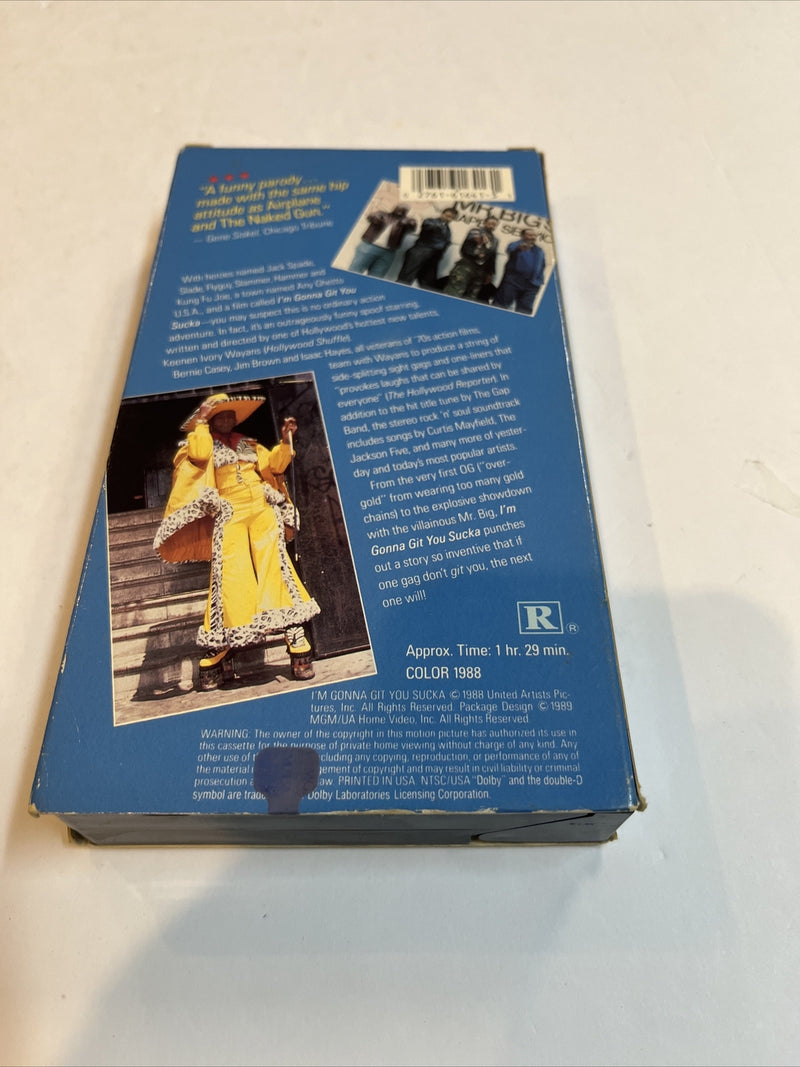 "A funny parody...
made with the same hip
attitude as Airplane
and The Naked Gun."
— Gene Siskel, Chicago Tribune
MR. BIG'S
With heroes named Jack Spade,
Slade, Flyguy, Slammer, Hammer and
Kung Fu Joe, a town named Any Ghetto
U.S.A., and a film called I'm Gonna Git You
Sucka—you may suspect this is no ordinary action
adventure. In fact, it's an outrageously funny spoof starring,
written and directed by one of Hollywood's hottest new talents,
Keenen Ivory Wayans (Hollywood Shuffle).
Bernie Casey, Jim Brown and Isaac Hayes, all veterans of '70s action films,
team with Wayans to produce a string of
side-splitting sight gags and one-liners that
"provokes laughs that can be shared by
everyone" (The Hollywood Reporter). In
addition to the hit title tune by The Gap
Band, the stereo rock 'n' soul soundtrack
includes songs by Curtis Mayfield, The
Jackson Five, and many more of yester-
day and today's most popular artists.
From the very first OG ("over-
gold" from wearing too many gold
chains) to the explosive showdown
with the villainous Mr. Big, I'm
Gonna Git You Sucka punches
out a story so inventive that if
one gag don't git you, the next
one will!
R ®
Approx. Time: 1 hr. 29 min.
COLOR 1988
I'M GONNA GIT YOU SUCKA © 1988 United Artists Pic-
tures, Inc. All Rights Reserved. Package Design © 1989
MGM/UA Home Video, Inc. All Rights Reserved.
WARNING: The owner of the copyright in this motion picture has authorized its use in
this cassette for the purpose of private home viewing without charge of any kind. Any
other use of cluding any copying, reproduction, or performance of any of
the material gement of copyright and may result in civil liability or criminal
prosecution aw. PRINTED IN USA. NTSC/USA "Dolby" and the double-D
symbol are trade Dolby Laboratories Licensing Corporation.